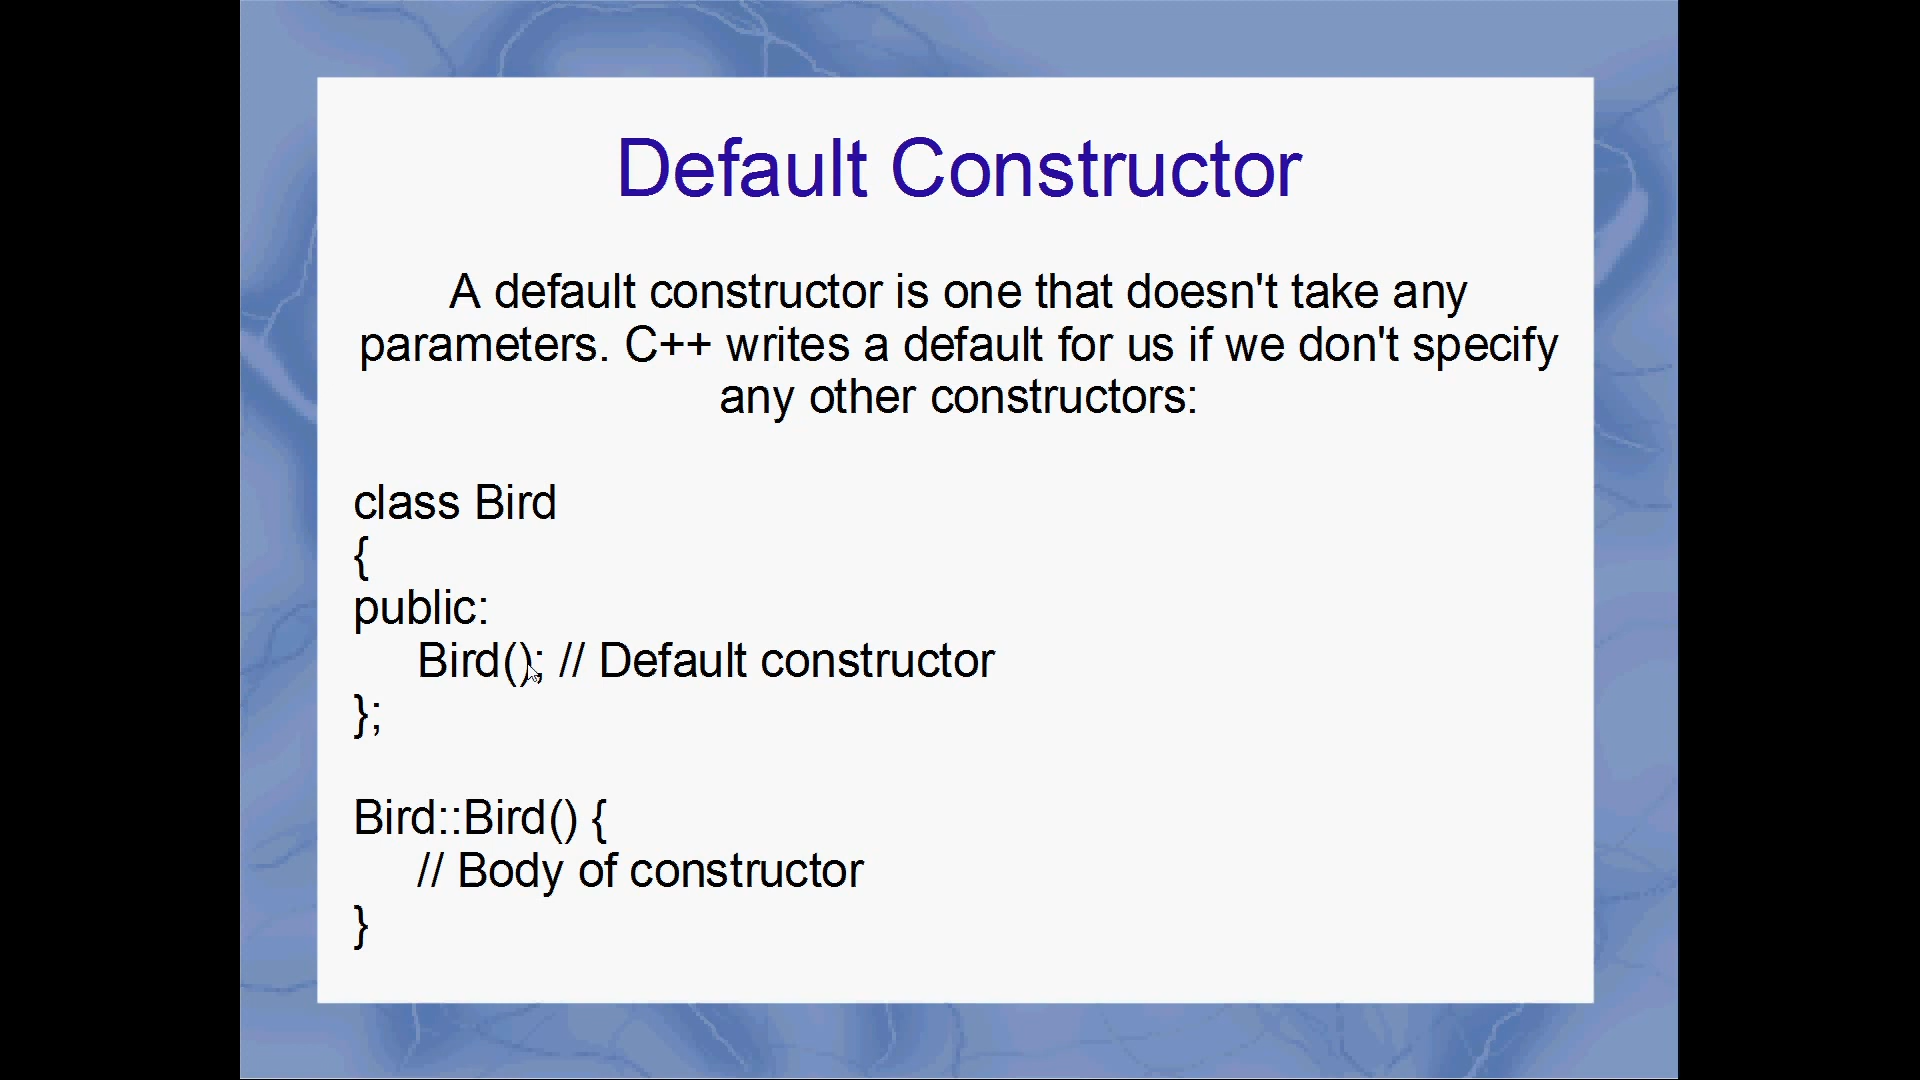 Default Constructor
A default constructor is one that doesn't take any
parameters. C++ writes a default for us if we don't specify
any other constructors:
class Bird
{
public:
Bird(); // Default constructor
};
Bird::Bird() {
// Body of constructor
}